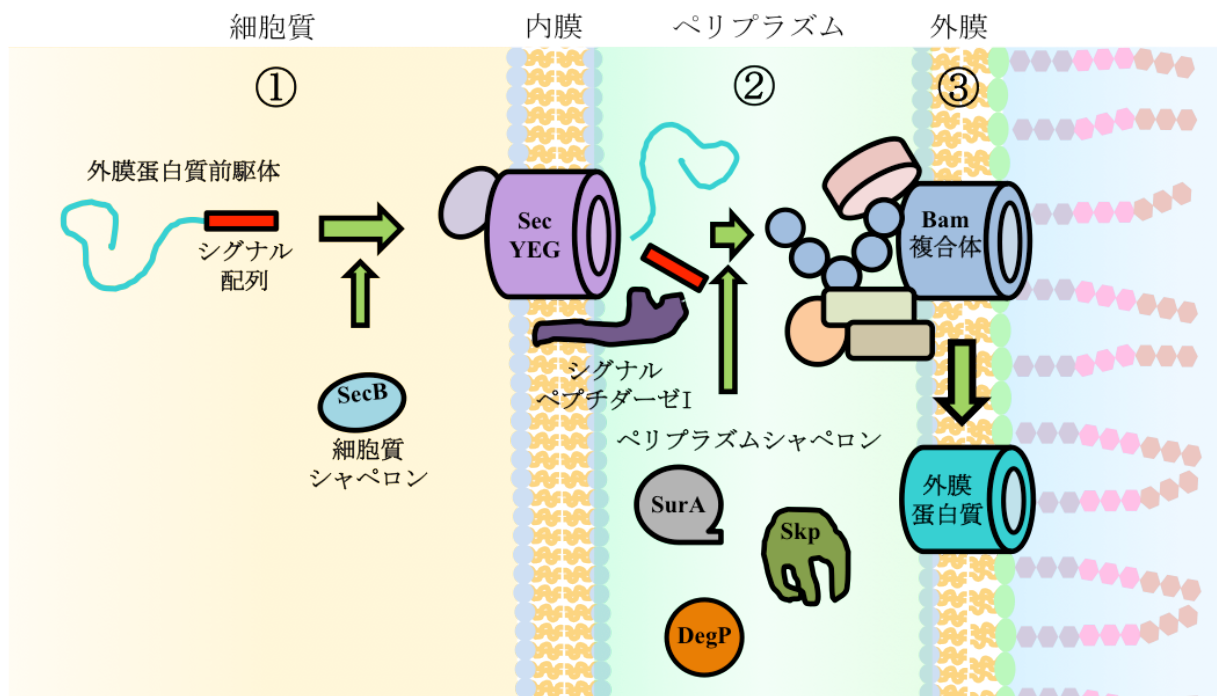 細胞質
内膜
ペリプラズム
外膜
①
②
③
外膜蛋白質前駆体
シグナル
配列
Sec
YEG
Bam
複合体
SecB
細胞質
シャペロン
シグナル
ペプチダーゼI
ペリプラズムシャペロン
SurA
Skp
DegP
外膜
蛋白質